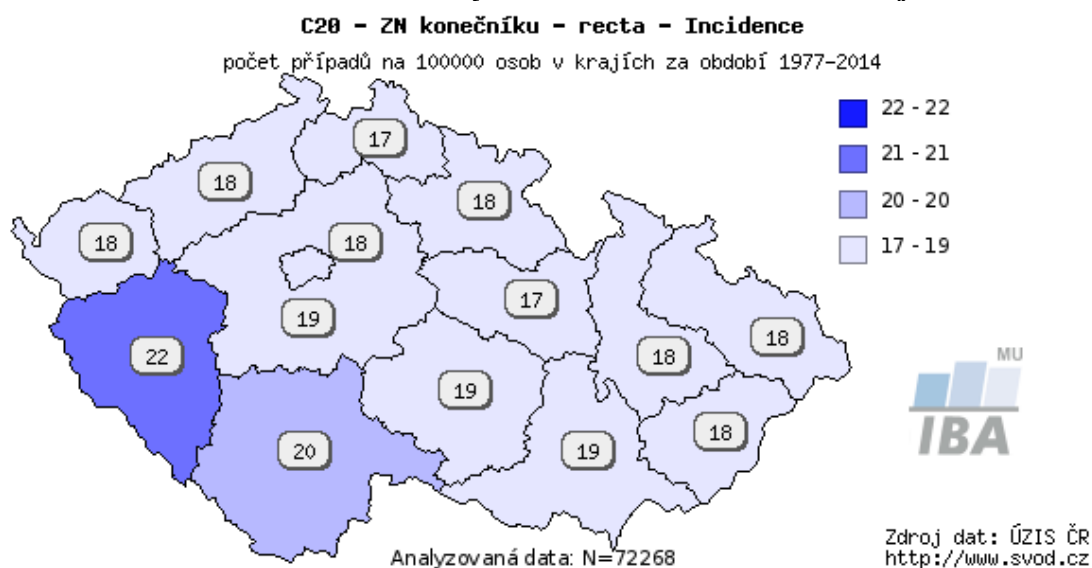 C20 - ZN konečníku - recta - Incidence
počet případů na 100000 osob v krajích za období 1977-2014
22 - 22
21 - 21
20 - 20
17 - 19
17
18
18
18
18
17
19
18
22
18
19
18
20
19
MU
IBA
Analyzovaná data: N=72268
Zdroj dat: ÚZIS ČR
http://www.svod.cz